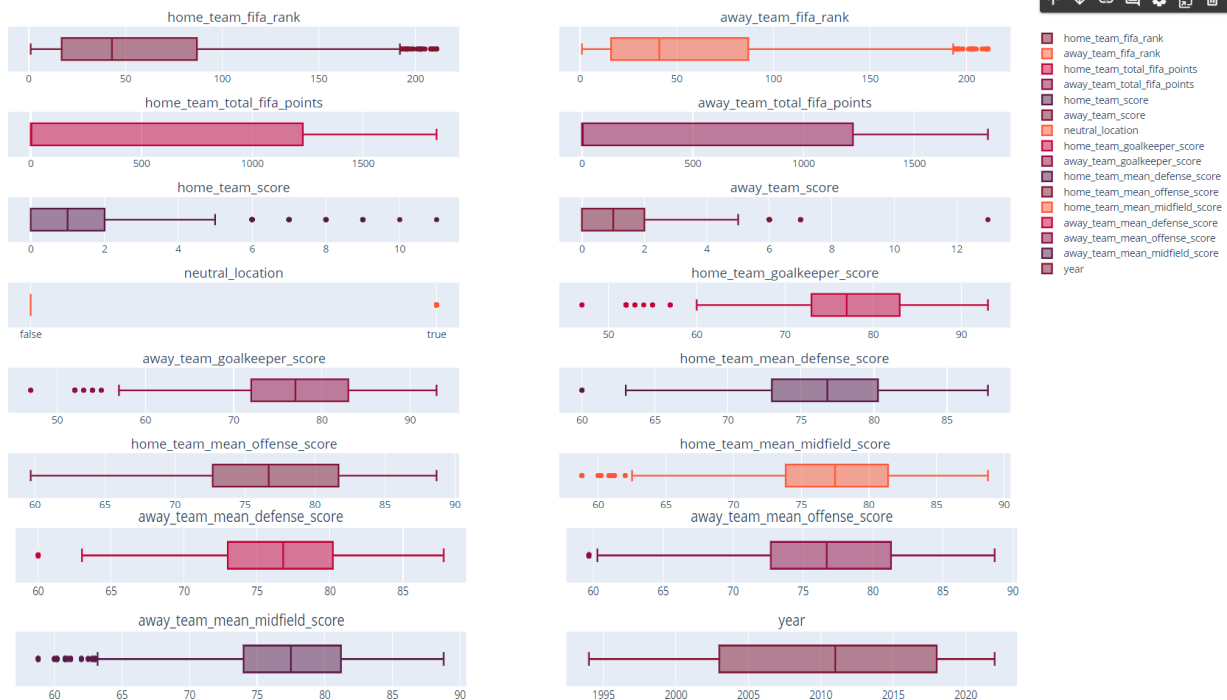 home_team_fifa_rank away_team_fifa_rank
0 50 100 150 200 0 50 100 150 200
home_team_total_fifa_points away_team_total_fifa_points
0 500 1000 1500 0 500 1000 1500
home_team_score away_team_score
0 2 4 6 8 10 0 2 4 6 8 10 12
neutral_location home_team_goalkeeper_score
false true 50 60 70 80 90
away_team_goalkeeper_score home_team_mean_defense_score
50 60 70 80 90 60 65 70 75 80 85
home_team_mean_offense_score home_team_mean_midfield_score
60 65 70 75 80 85 90 60 65 70 75 80 85 90
away_team_mean_defense_score away_team_mean_offense_score
60 65 70 75 80 85 60 65 70 75 80 85 90
away_team_mean_midfield_score year
60 65 70 75 80 85 90 1995 2000 2005 2010 2015 2020
home_team_fifa_rank
away_team_fifa_rank
home_team_total_fifa_points
away_team_total_fifa_points
home_team_score
away_team_score
neutral_location
home_team_goalkeeper_score
away_team_goalkeeper_score
home_team_mean_defense_score
home_team_mean_offense_score
home_team_mean_midfield_score
away_team_mean_defense_score
away_team_mean_offense_score
away_team_mean_midfield_score
year